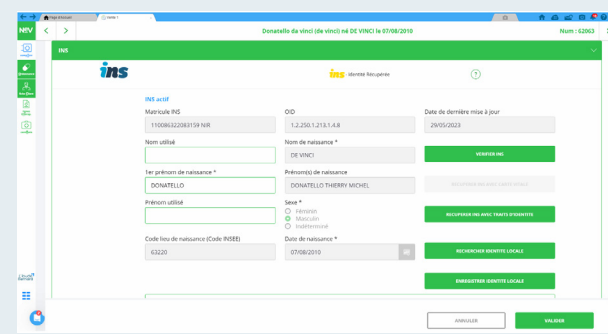 Page d'Accueil
NEV
Donatello da vinci (de vinci) né DE VINCI le 07/08/2010
Num : 62063
INS
ins
ins Identité Récupérée
?
INS actif
Matricule INS
OID
Date de dernière mise à jour
110086322083159 NIR
1.2.250.1.213.1.4.8
29/05/2023
Nom utilisé
Nom de naissance *
DE VINCI
VERIFIER INS
1er prénom de naissance *
Prénom(s) de naissance
DONATELLO
DONATELLO THIERRY MICHEL
Prénom utilisé
Sexe *
Féminin
Masculin
Indéterminé
RECUPERER INS AVEC TRAITS D'IDENTITE
Code lieu de naissance (Code INSEE)
Date de naissance *
63220
07/08/2010
RECHERCHER IDENTITE LOCALE
ENREGISTRER IDENTITE LOCALE
ANNULER
VALIDER